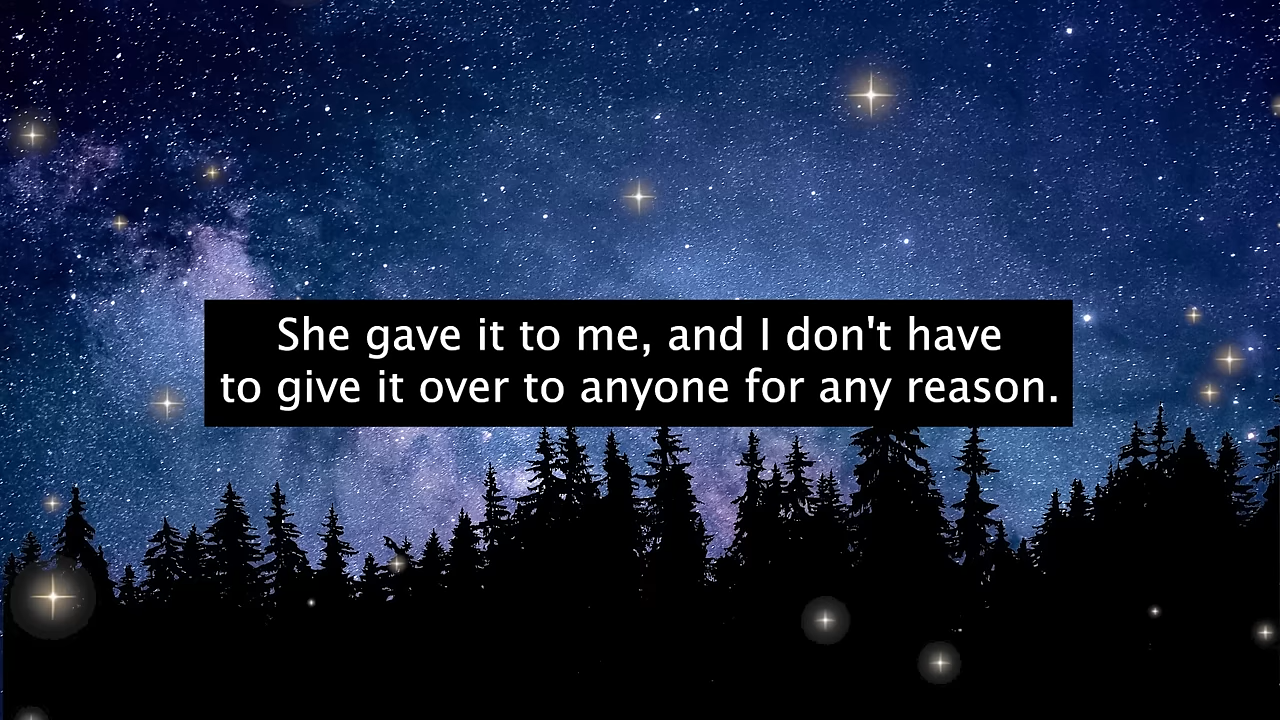 She gave it to me, and I don't have
to give it over to anyone for any reason.